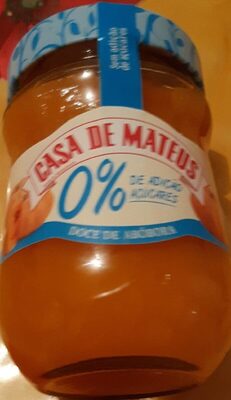 CASA DE MATEUS
0%
DE ADIÇÃO
AÇÚCARES
DOCE DE ABÓBORA